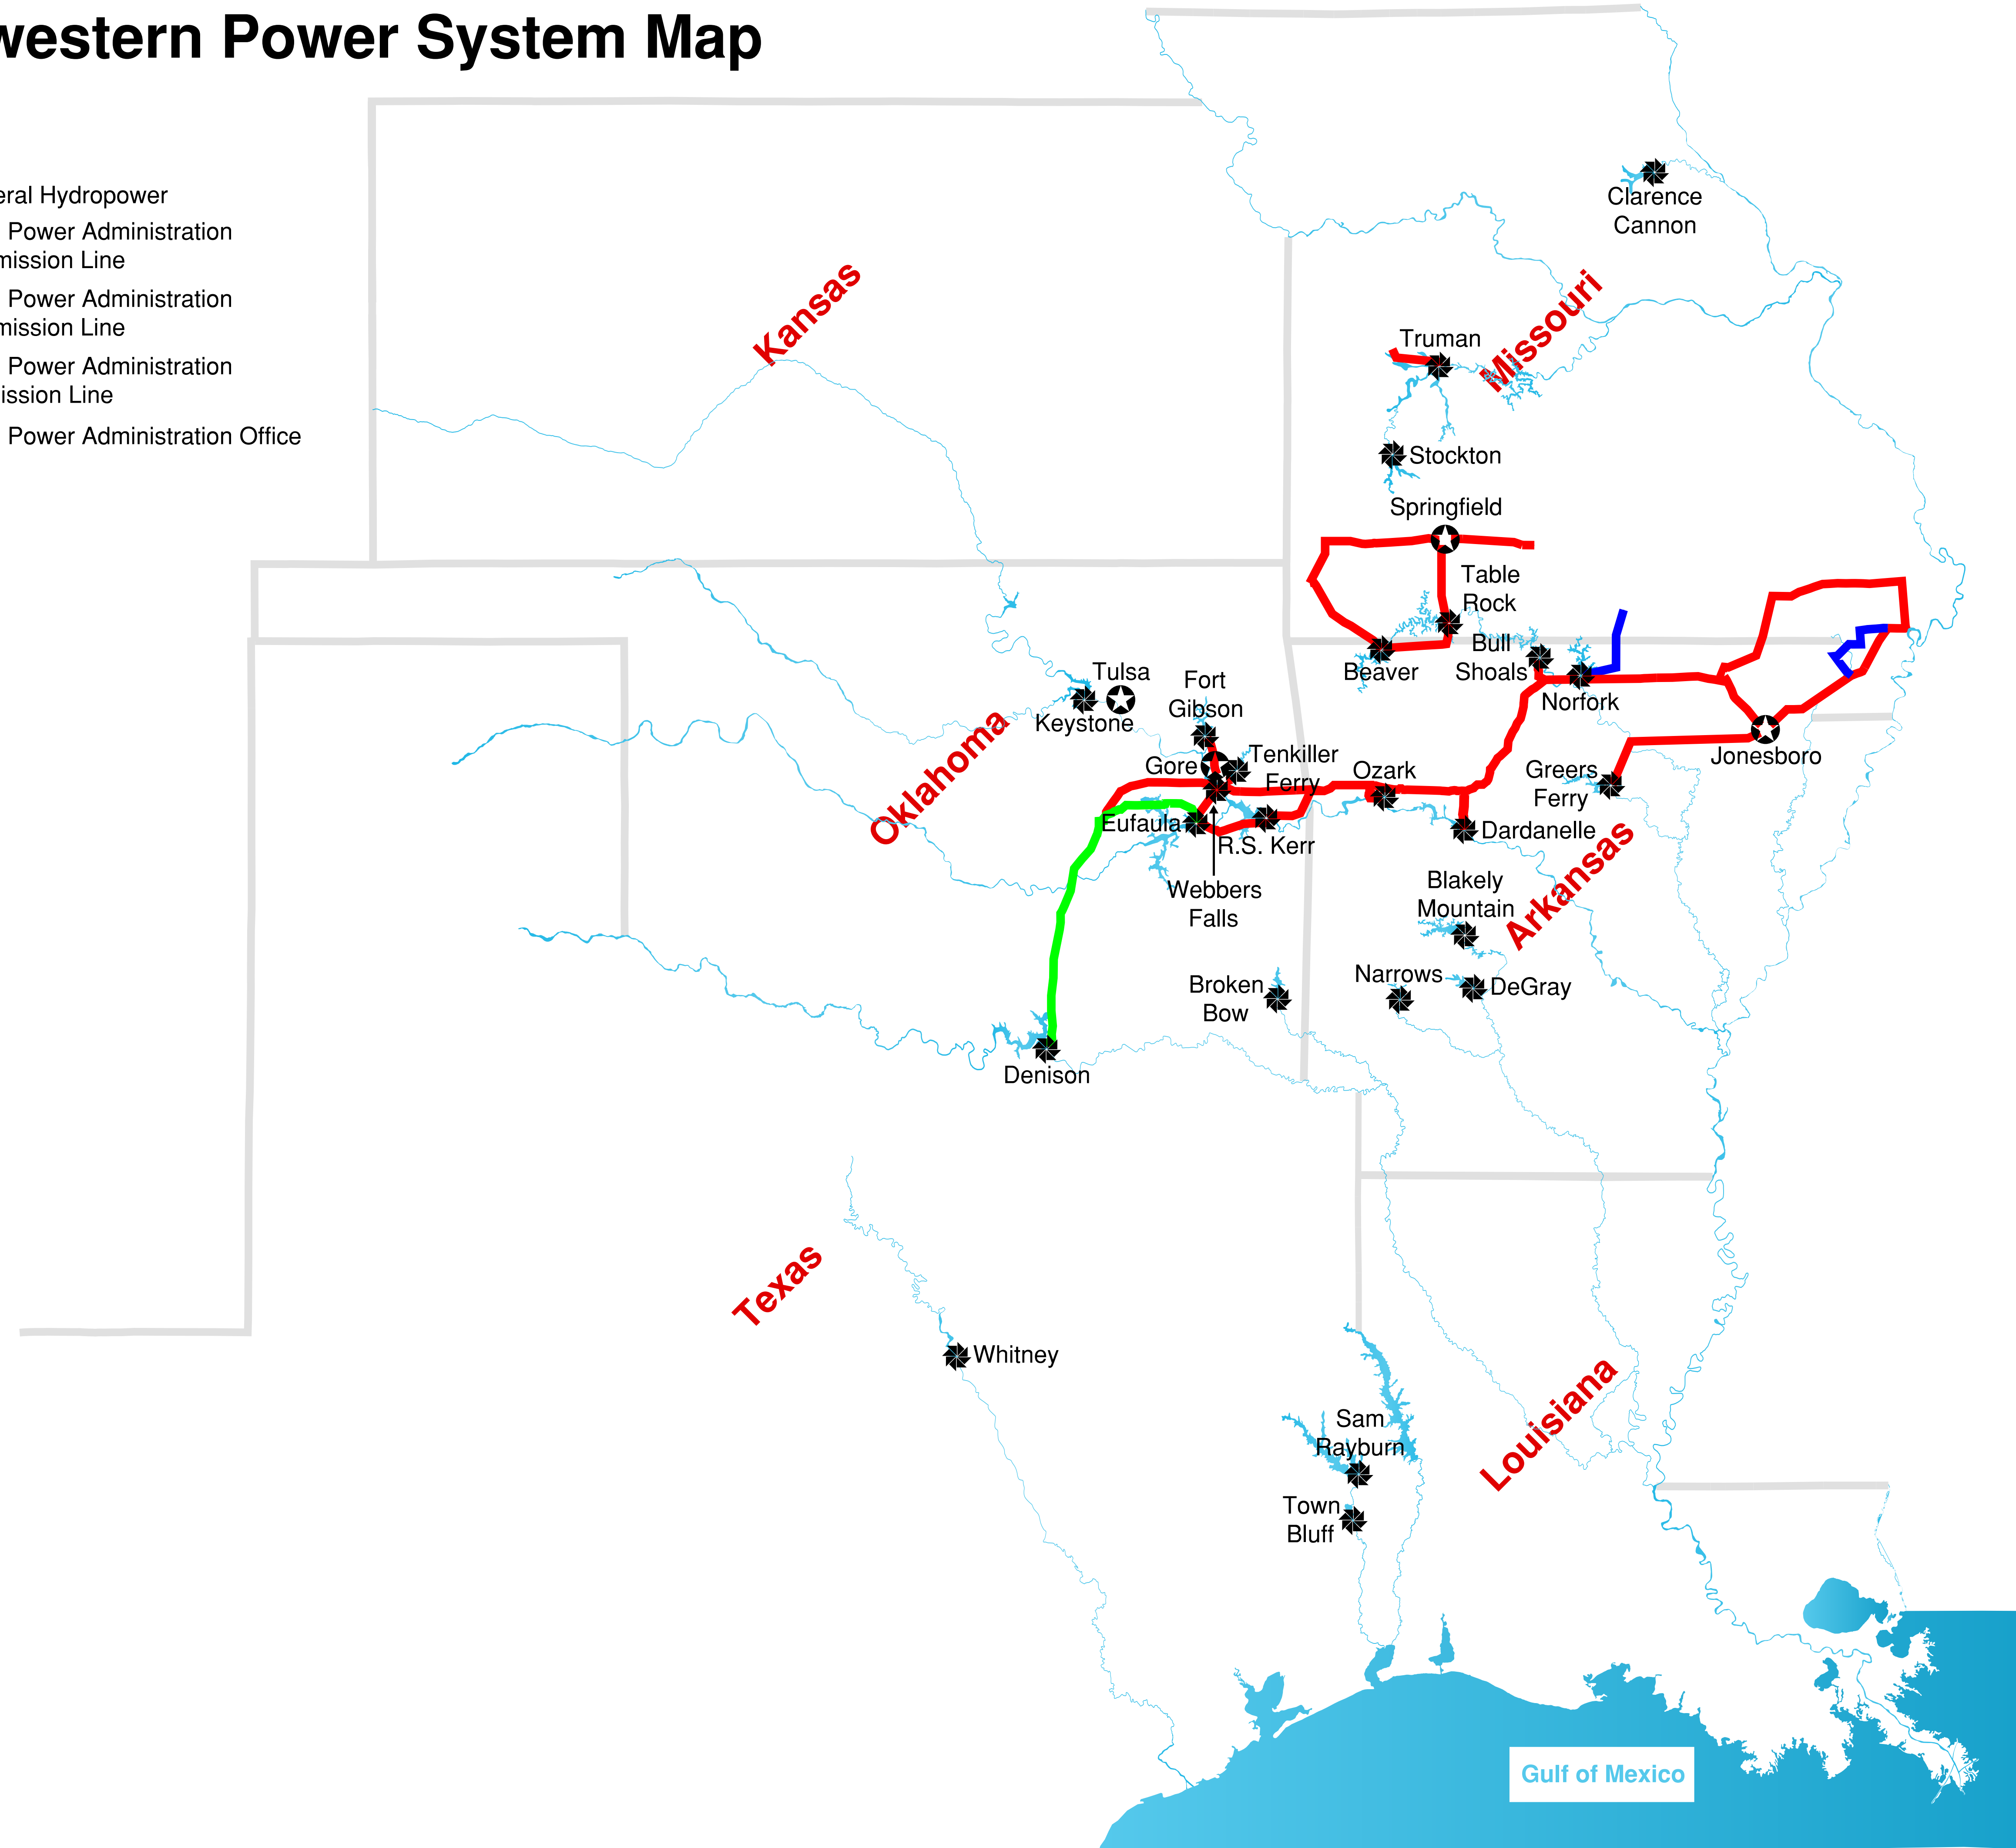 western Power System Map
eral Hydropower
Power Administration
mission Line
Power Administration
mission Line
Power Administration
ission Line
Power Administration Office
Clarence
Cannon
Kansas
Missouri
Truman
Stockton
Springfield
Table
Rock
Bull
Shoals
Beaver
Norfork
Tulsa
Keystone
Fort
Gibson
Gore
Tenkiller
Ferry
Ozark
Greers
Ferry
Jonesboro
Oklahoma
Eufaula
R.S. Kerr
Dardanelle
Webbers
Falls
Blakely
Mountain
Arkansas
Broken
Bow
Narrows
DeGray
Denison
Texas
Whitney
Louisiana
Sam
Rayburn
Town
Bluff
Gulf of Mexico